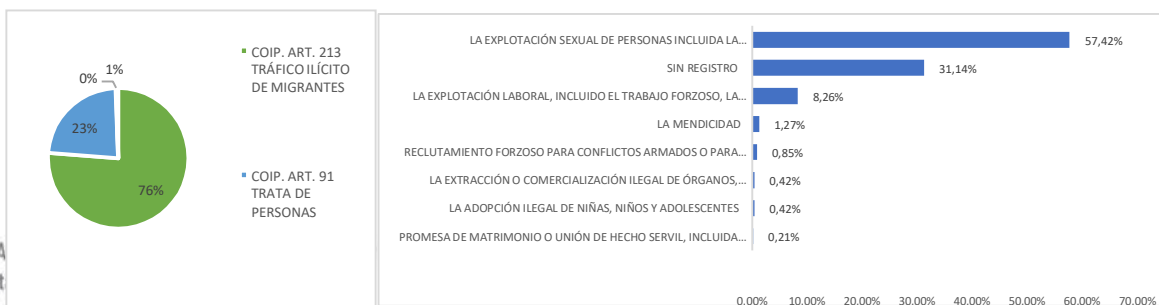 0%
1%
23%
76%
COIP. ART. 213
TRÁFICO ILÍCITO
DE MIGRANTES
COIP. ART. 91
TRATA DE
PERSONAS
LA EXPLOTACIÓN SEXUAL DE PERSONAS INCLUIDA LA… 57,42%
SIN REGISTRO 31,14%
LA EXPLOTACIÓN LABORAL, INCLUIDO EL TRABAJO FORZOSO, LA… 8,26%
LA MENDICIDAD 1,27%
RECLUTAMIENTO FORZOSO PARA CONFLICTOS ARMADOS O PARA… 0,85%
LA EXTRACCIÓN O COMERCIALIZACIÓN ILEGAL DE ÓRGANOS,… 0,42%
LA ADOPCIÓN ILEGAL DE NIÑAS, NIÑOS Y ADOLESCENTES 0,42%
PROMESA DE MATRIMONIO O UNIÓN DE HECHO SERVIL, INCLUIDA… 0,21%
0.00% 10.00% 20.00% 30.00% 40.00% 50.00% 60.00% 70.00%